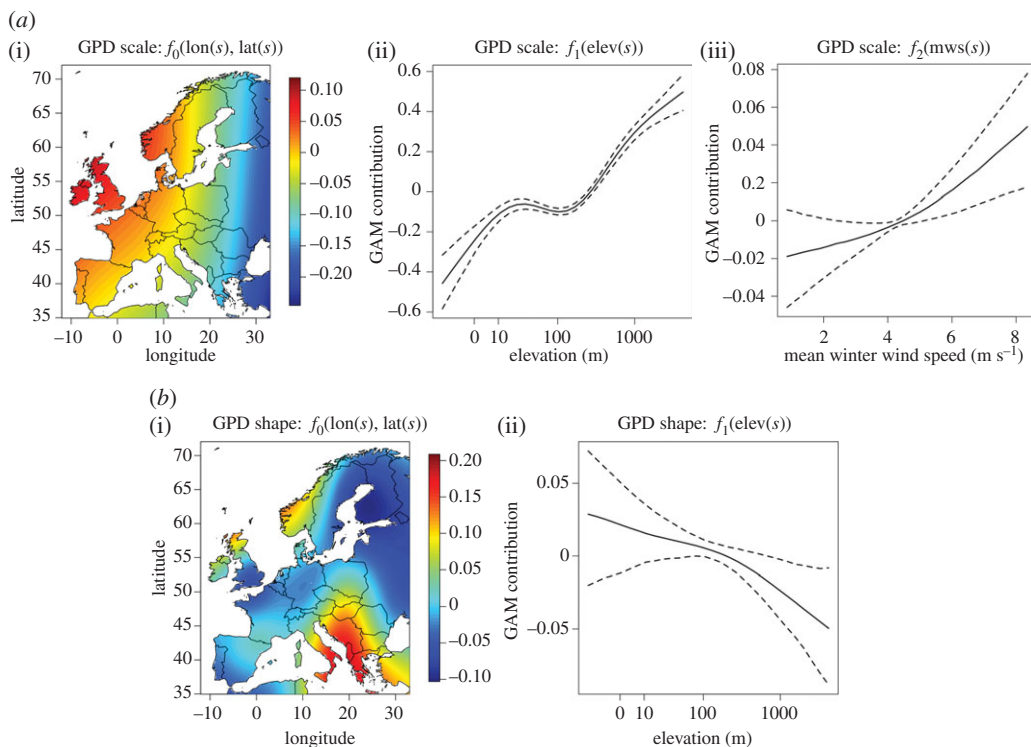 (a)
(i) GPD scale: f0(lon(s), lat(s))
70
65
60
55
50
45
40
35
latitude
−10 0 10 20 30
longitude
0.10
0.05
0
−0.05
−0.10
−0.15
−0.20
(ii) GPD scale: f1(elev(s))
0.6
0.4
0.2
0
−0.2
−0.4
−0.6
GAM contribution
0 10 100 1000
elevation (m)
(iii) GPD scale: f2(mws(s))
0.08
0.06
0.04
0.02
0
−0.02
−0.04
GAM contribution
2 4 6 8
mean winter wind speed (m s−1)
(b)
(i) GPD shape: f0(lon(s), lat(s))
70
65
60
55
50
45
40
35
latitude
−10 0 10 20 30
longitude
0.20
0.15
0.10
0.05
0
−0.05
−0.10
(ii) GPD shape: f1(elev(s))
0.05
0
−0.05
GAM contribution
0 10 100 1000
elevation (m)